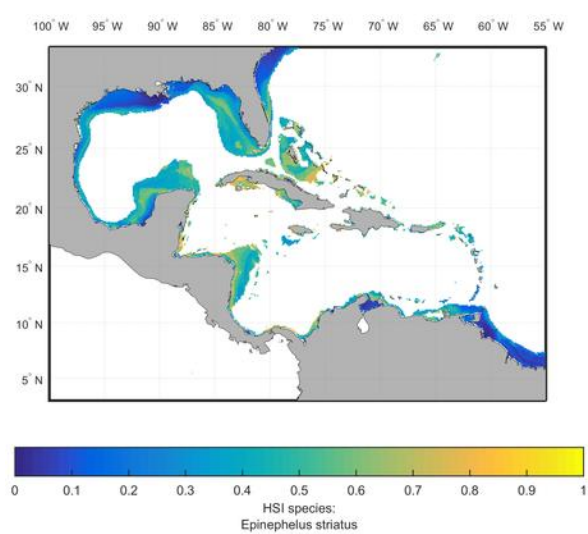 100° W 95° W 90° W 85° W 80° W 75° W 70° W 65° W 60° W 55° W
30° N
25° N
20° N
15° N
10° N
5° N
0 0.1 0.2 0.3 0.4 0.5 0.6 0.7 0.8 0.9 1
HSI species:
Epinephelus striatus